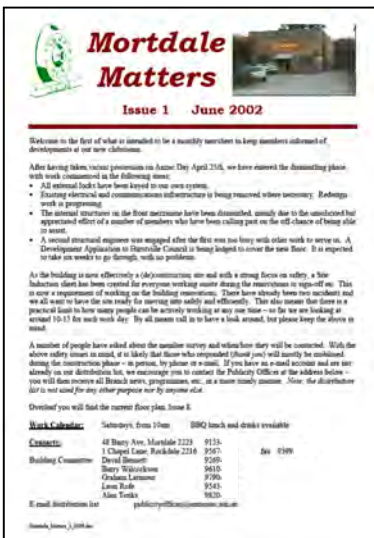 Mortdale
Matters
Issue 1 June 2002
Welcome to the first of what is intended to be a monthly newsheet to keep members informed of
developments at our new clubrooms.
After having taken vacant possession on Anzac Day April 25th, we have entered the dismantling phase
with work commenced in the following areas:
• All external locks have been keyed to our own system.
• Existing electrical and communications infrastructure is being removed where necessary. Redesign
work is progressing.
• The internal structures on the front mezzanine have been dismantled, mainly due to the unsolicited but
appreciated effort of a number of members who have been calling past on the off-chance of being able
to assist.
• A second structural engineer was engaged after the first was too busy with other work to serve us. A
Development Application to Hurstville Council is being lodged to cover the new floor. It is expected
to take six weeks to go through, with no problems.
As the building is now effectively a (de)construction site and with a strong focus on safety, a Site
Induction sheet has been created for everyone working onsite during the renovations to sign-off on. This
is now a requirement of working on the building renovations. There have already been two incidents and
we all want to have the site ready for moving into safely and efficiently. This also means that there is a
practical limit to how many people can be actively working at any one time – so far we are looking at
around 10-15 for each work day. By all means call in to have a look around, but please keep the above in
mind.
A number of people have asked about the member survey and when/how they will be contacted. With the
above safety issues in mind, it is likely that those who responded (thank you) will mostly be mobilised
during the construction phase – in person, by phone or e-mail. If you have an e-mail account and are not
already on our distribution list, we encourage you to contact the Publicity Officer at the address below –
you will then receive all Branch news, programmes, etc., in a more timely manner. Note: the distribution
list is not used for any other purpose nor by anyone else.
Overleaf you will find the current floor plan, Issue 8.
Work Calendar: Saturdays, from 10am BBQ lunch and drinks available
Contacts: 48 Barry Ave, Mortdale 2223 9153-
1 Chapel Lane, Rockdale 2216 9567- fax 9599-
Building Committee: David Bennett 9269-
Barry Wilcockson 9610-
Graham Larmour 9790-
Leon Rofe 9543-
Alan Tonks 9820-
E-mail distribution list